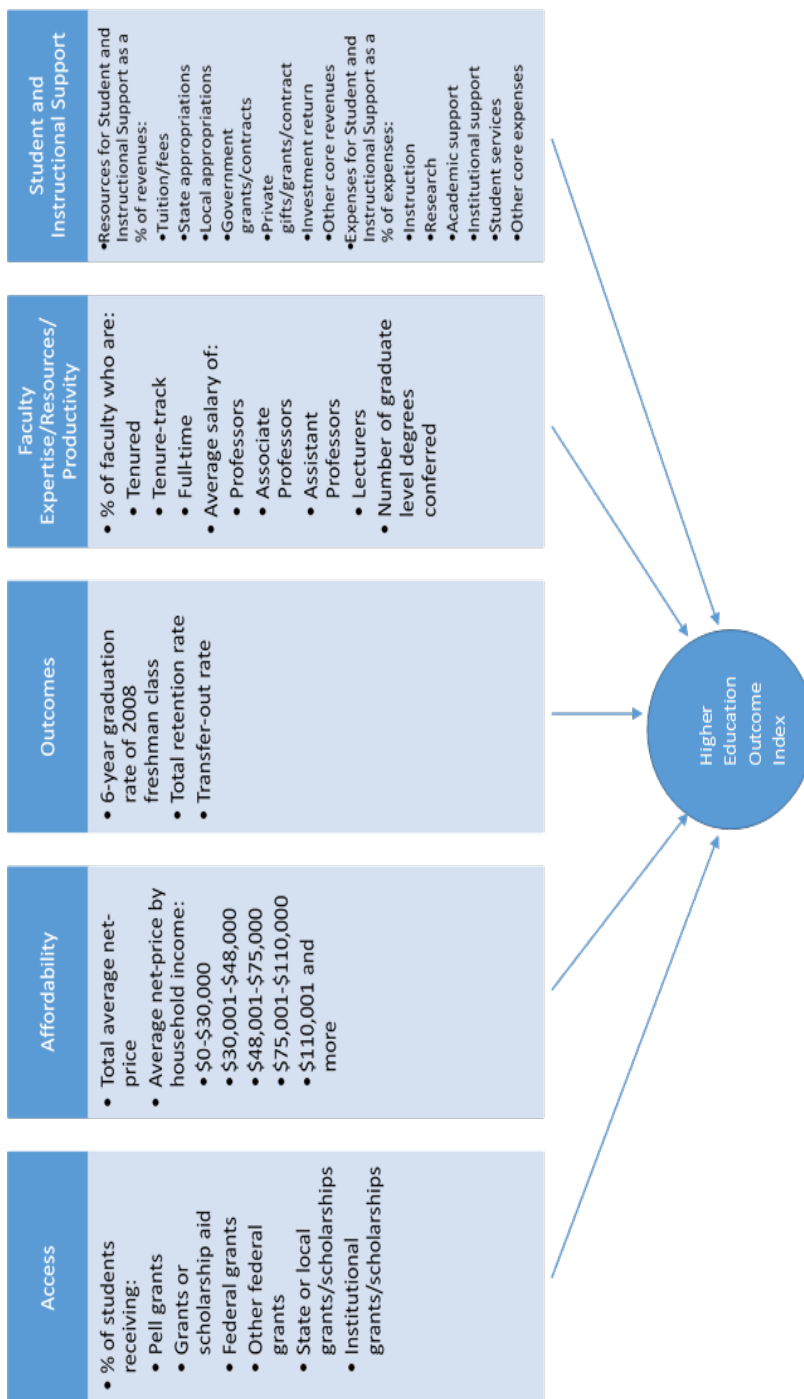 Access
• % of students
receiving:
• Pell grants
• Grants or
scholarship aid
• Federal grants
• Other federal
grants
• State or local
grants/scholarships
• Institutional
grants/scholarships
Affordability
• Total average net-
price
• Average net-price by
household income:
• $0-$30,000
• $30,001-$48,000
• $48,001-$75,000
• $75,001-$110,000
• $110,001 and
more
Outcomes
• 6-year graduation
rate of 2008
freshman class
• Total retention rate
• Transfer-out rate
Faculty
Expertise/Resources/
Productivity
• % of faculty who are:
• Tenured
• Tenure-track
• Full-time
• Average salary of:
• Professors
• Associate
Professors
• Assistant
Professors
• Lecturers
• Number of graduate
level degrees
conferred
Student and
Instructional Support
•Resources for Student and
Instructional Support as a
% of revenues:
•Tuition/fees
•State appropriations
•Local appropriations
•Government
grants/contracts
•Private
gifts/grants/contract
•Investment return
•Other core revenues
•Expenses for Student and
Instructional Support as a
% of expenses:
•Instruction
•Research
•Academic support
•Institutional support
•Student services
•Other core expenses
Higher
Education
Outcome
Index